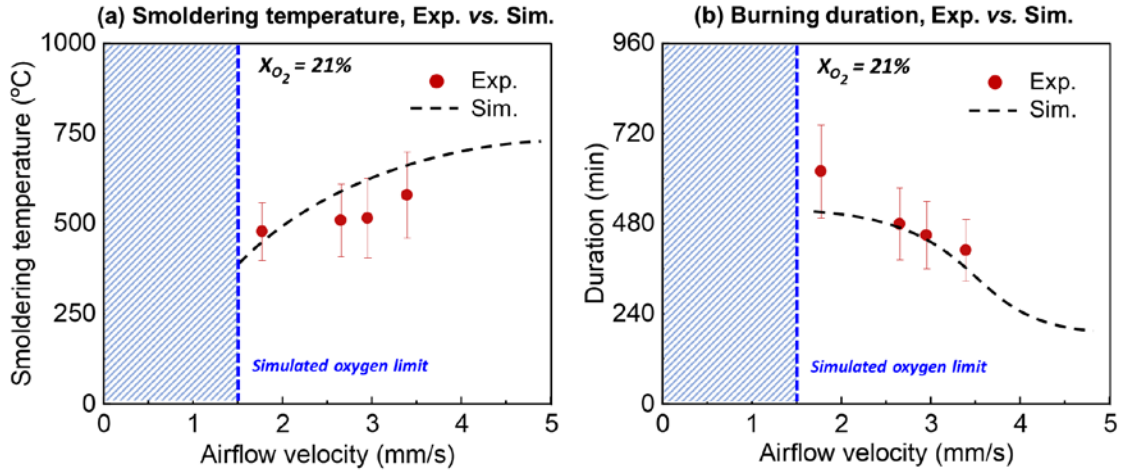 (a) Smoldering temperature, Exp. vs. Sim.
1000
750
500
250
0
Smoldering temperature (ºC)
X_O2 = 21%
Exp.
Sim.
Simulated oxygen limit
0 1 2 3 4 5
Airflow velocity (mm/s)
(b) Burning duration, Exp. vs. Sim.
960
720
480
240
0
Duration (min)
X_O2 = 21%
Exp.
Sim.
Simulated oxygen limit
0 1 2 3 4 5
Airflow velocity (mm/s)